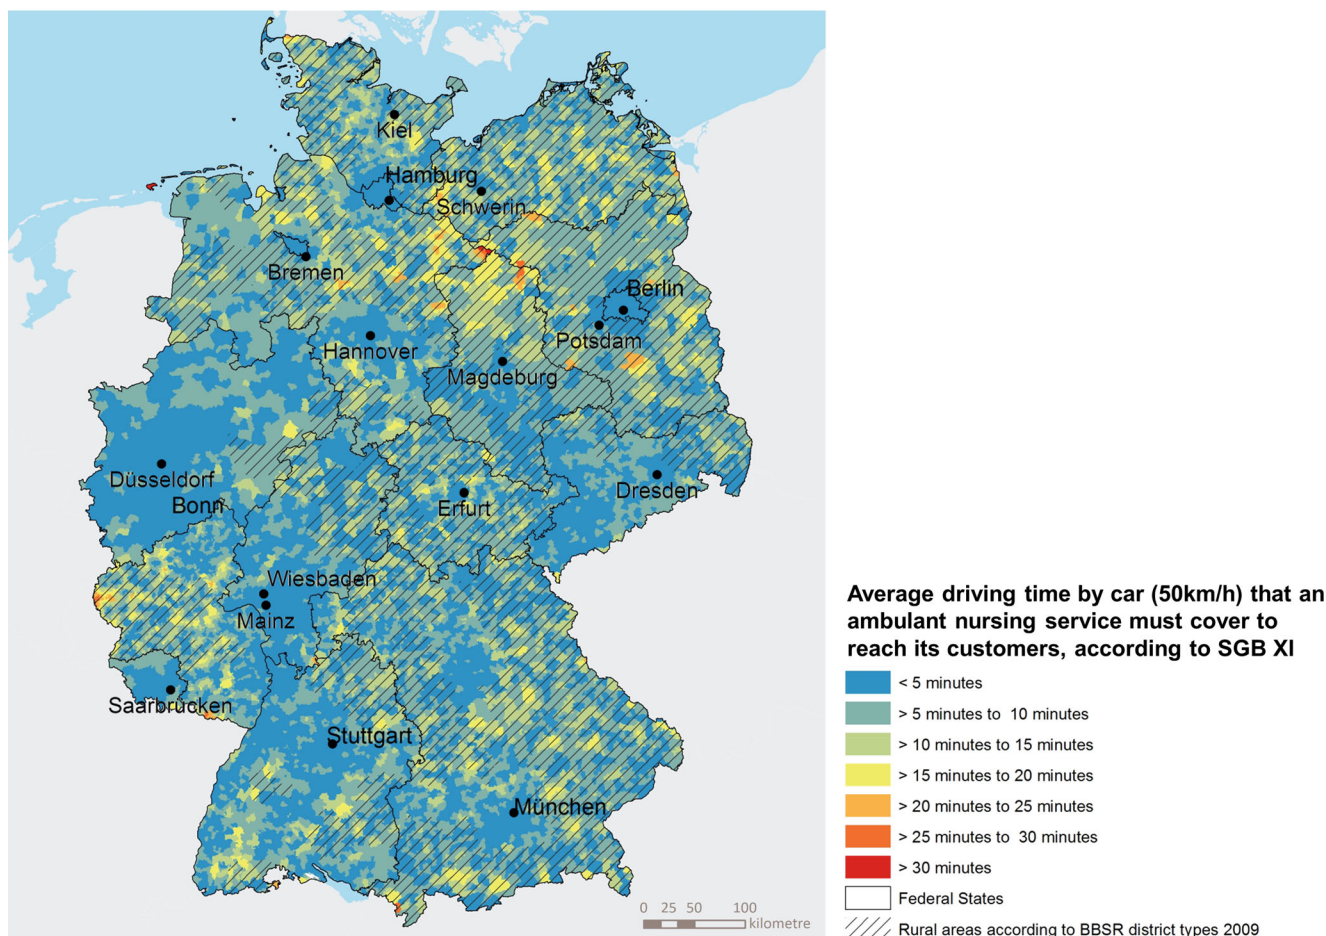 Kiel
Hamburg
Schwerin
Bremen
Berlin
Potsdam
Hannover
Magdeburg
Düsseldorf
Bonn
Erfurt
Dresden
Wiesbaden
Mainz
Saarbrücken
Stuttgart
München
0 25 50 100
kilometre
Average driving time by car (50km/h) that an
ambulant nursing service must cover to
reach its customers, according to SGB XI
< 5 minutes
> 5 minutes to 10 minutes
> 10 minutes to 15 minutes
> 15 minutes to 20 minutes
> 20 minutes to 25 minutes
> 25 minutes to 30 minutes
> 30 minutes
Federal States
Rural areas according to BBSR district types 2009